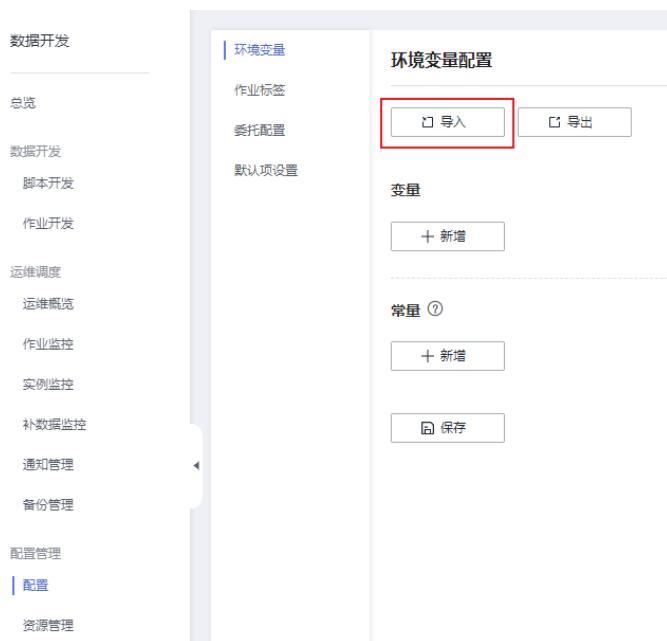 数据开发
总览
数据开发
脚本开发
作业开发
运维调度
运维概览
作业监控
实例监控
补数据监控
通知管理
备份管理
配置管理
配置
资源管理
环境变量
作业标签
委托配置
默认项设置
环境变量配置
导入
导出
变量
新增
常量
新增
保存